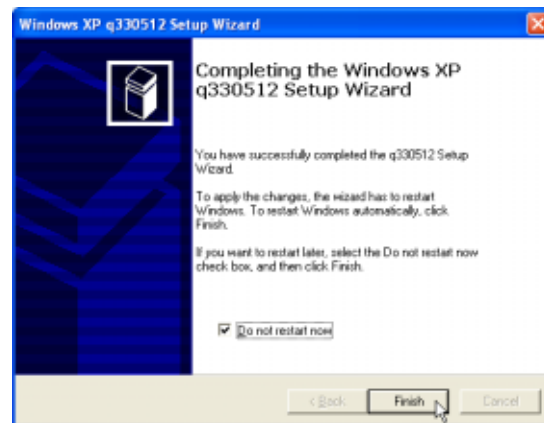 Windows XP q330512 Setup Wizard
Completing the Windows XP
q330512 Setup Wizard
You have successfully completed the q330512 Setup
Wizard.
To apply the changes, the wizard has to restart
Windows. To restart Windows automatically, click
Finish.
If you want to restart later, select the Do not restart now
check box, and then click Finish.
Do not restart now
< Back Finish Cancel